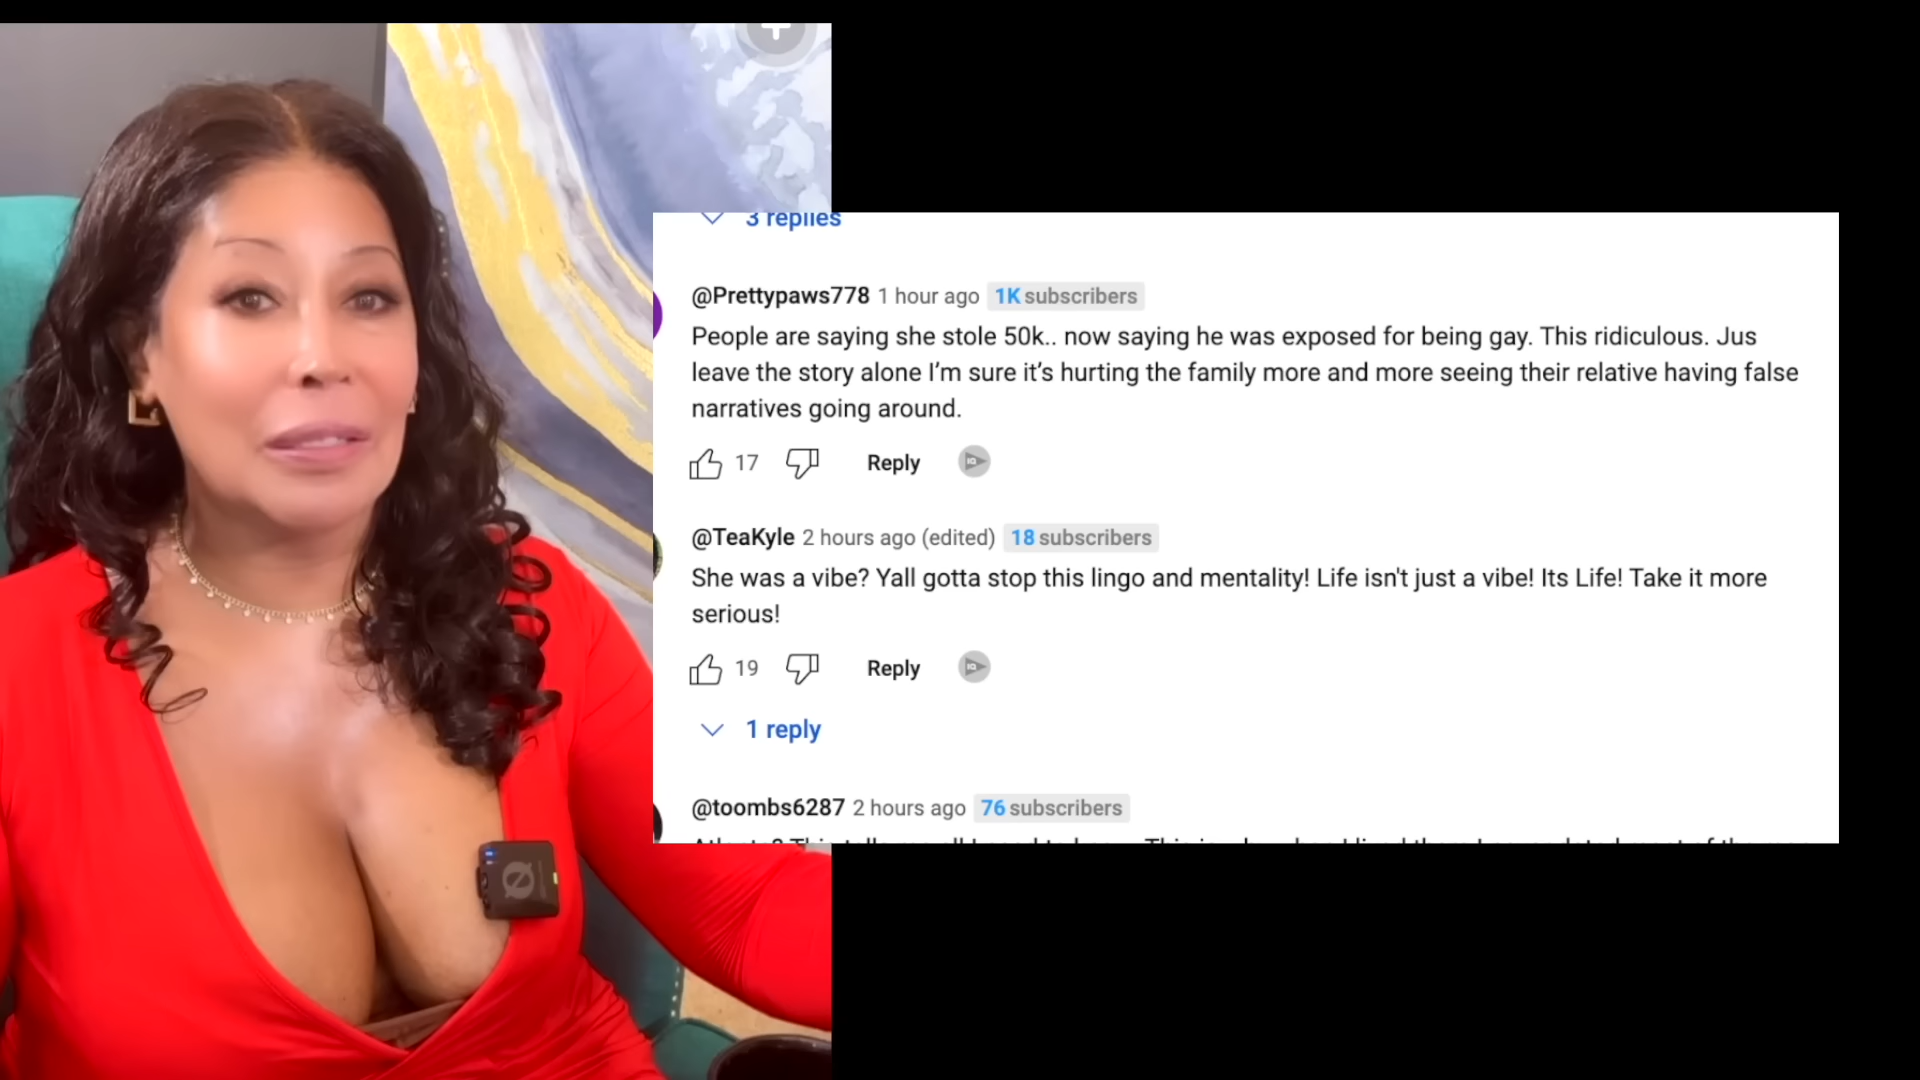 3 replies
@Prettypaws778 1 hour ago 1K subscribers
People are saying she stole 50k.. now saying he was exposed for being gay. This ridiculous. Jus
leave the story alone I’m sure it’s hurting the family more and more seeing their relative having false
narratives going around.
17 Reply
@TeaKyle 2 hours ago (edited) 18 subscribers
She was a vibe? Yall gotta stop this lingo and mentality! Life isn't just a vibe! Its Life! Take it more
serious!
19 Reply
1 reply
@toombs6287 2 hours ago 76 subscribers